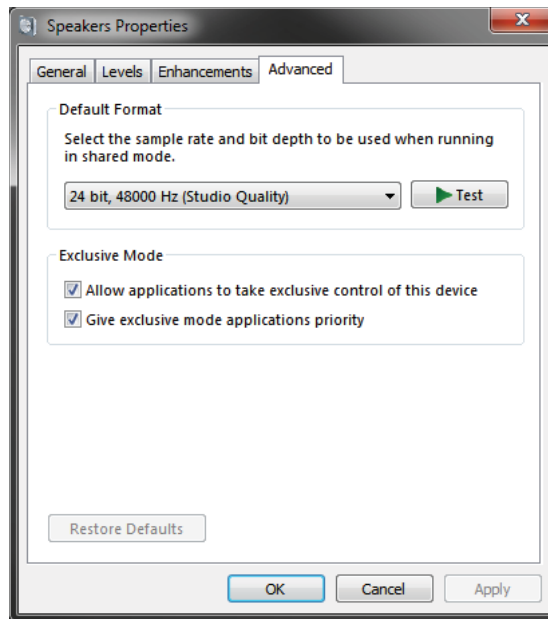 Speakers Properties
General Levels Enhancements Advanced
Default Format
Select the sample rate and bit depth to be used when running
in shared mode.
24 bit, 48000 Hz (Studio Quality) Test
Exclusive Mode
Allow applications to take exclusive control of this device
Give exclusive mode applications priority
Restore Defaults
OK Cancel Apply